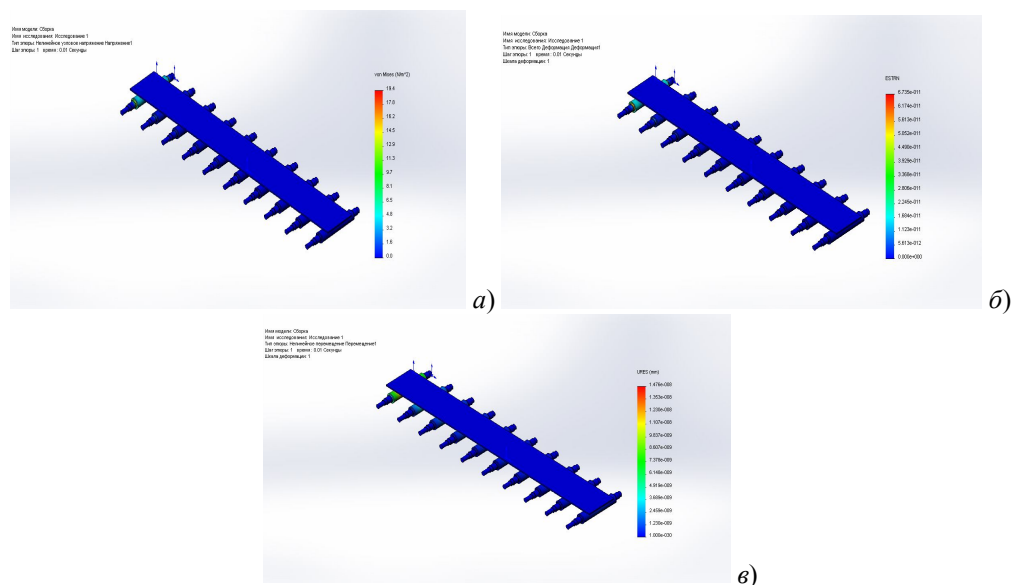 Имя модели: Сборка
Имя исследования: Исследование 1
Тип эпюры: Нелинейное узловое напряжение Напряжение1
Шаг эпюры: 1 время : 0.01 Секунды
von Mises (N/m^2)
19.4
17.8
16.2
14.5
12.9
11.3
9.7
8.1
6.5
4.8
3.2
1.6
0.0
а)
Имя модели: Сборка
Имя исследования: Исследование 1
Тип эпюры: Всего Деформация Деформация1
Шаг эпюры: 1 время : 0.01 Секунды
Шкала деформации: 1
ESTRN
6.735e-011
6.174e-011
5.613e-011
5.052e-011
4.490e-011
3.929e-011
3.368e-011
2.806e-011
2.245e-011
1.684e-011
1.123e-011
5.613e-012
0.000e+000
б)
Имя модели: Сборка
Имя исследования: Исследование 1
Тип эпюры: Нелинейное перемещение Перемещение1
Шаг эпюры: 1 время : 0.01 Секунды
Шкала деформации: 1
URES (mm)
1.476e-008
1.353e-008
1.230e-008
1.107e-008
9.837e-009
8.607e-009
7.378e-009
6.148e-009
4.919e-009
3.689e-009
2.459e-009
1.230e-009
1.000e-030
в)